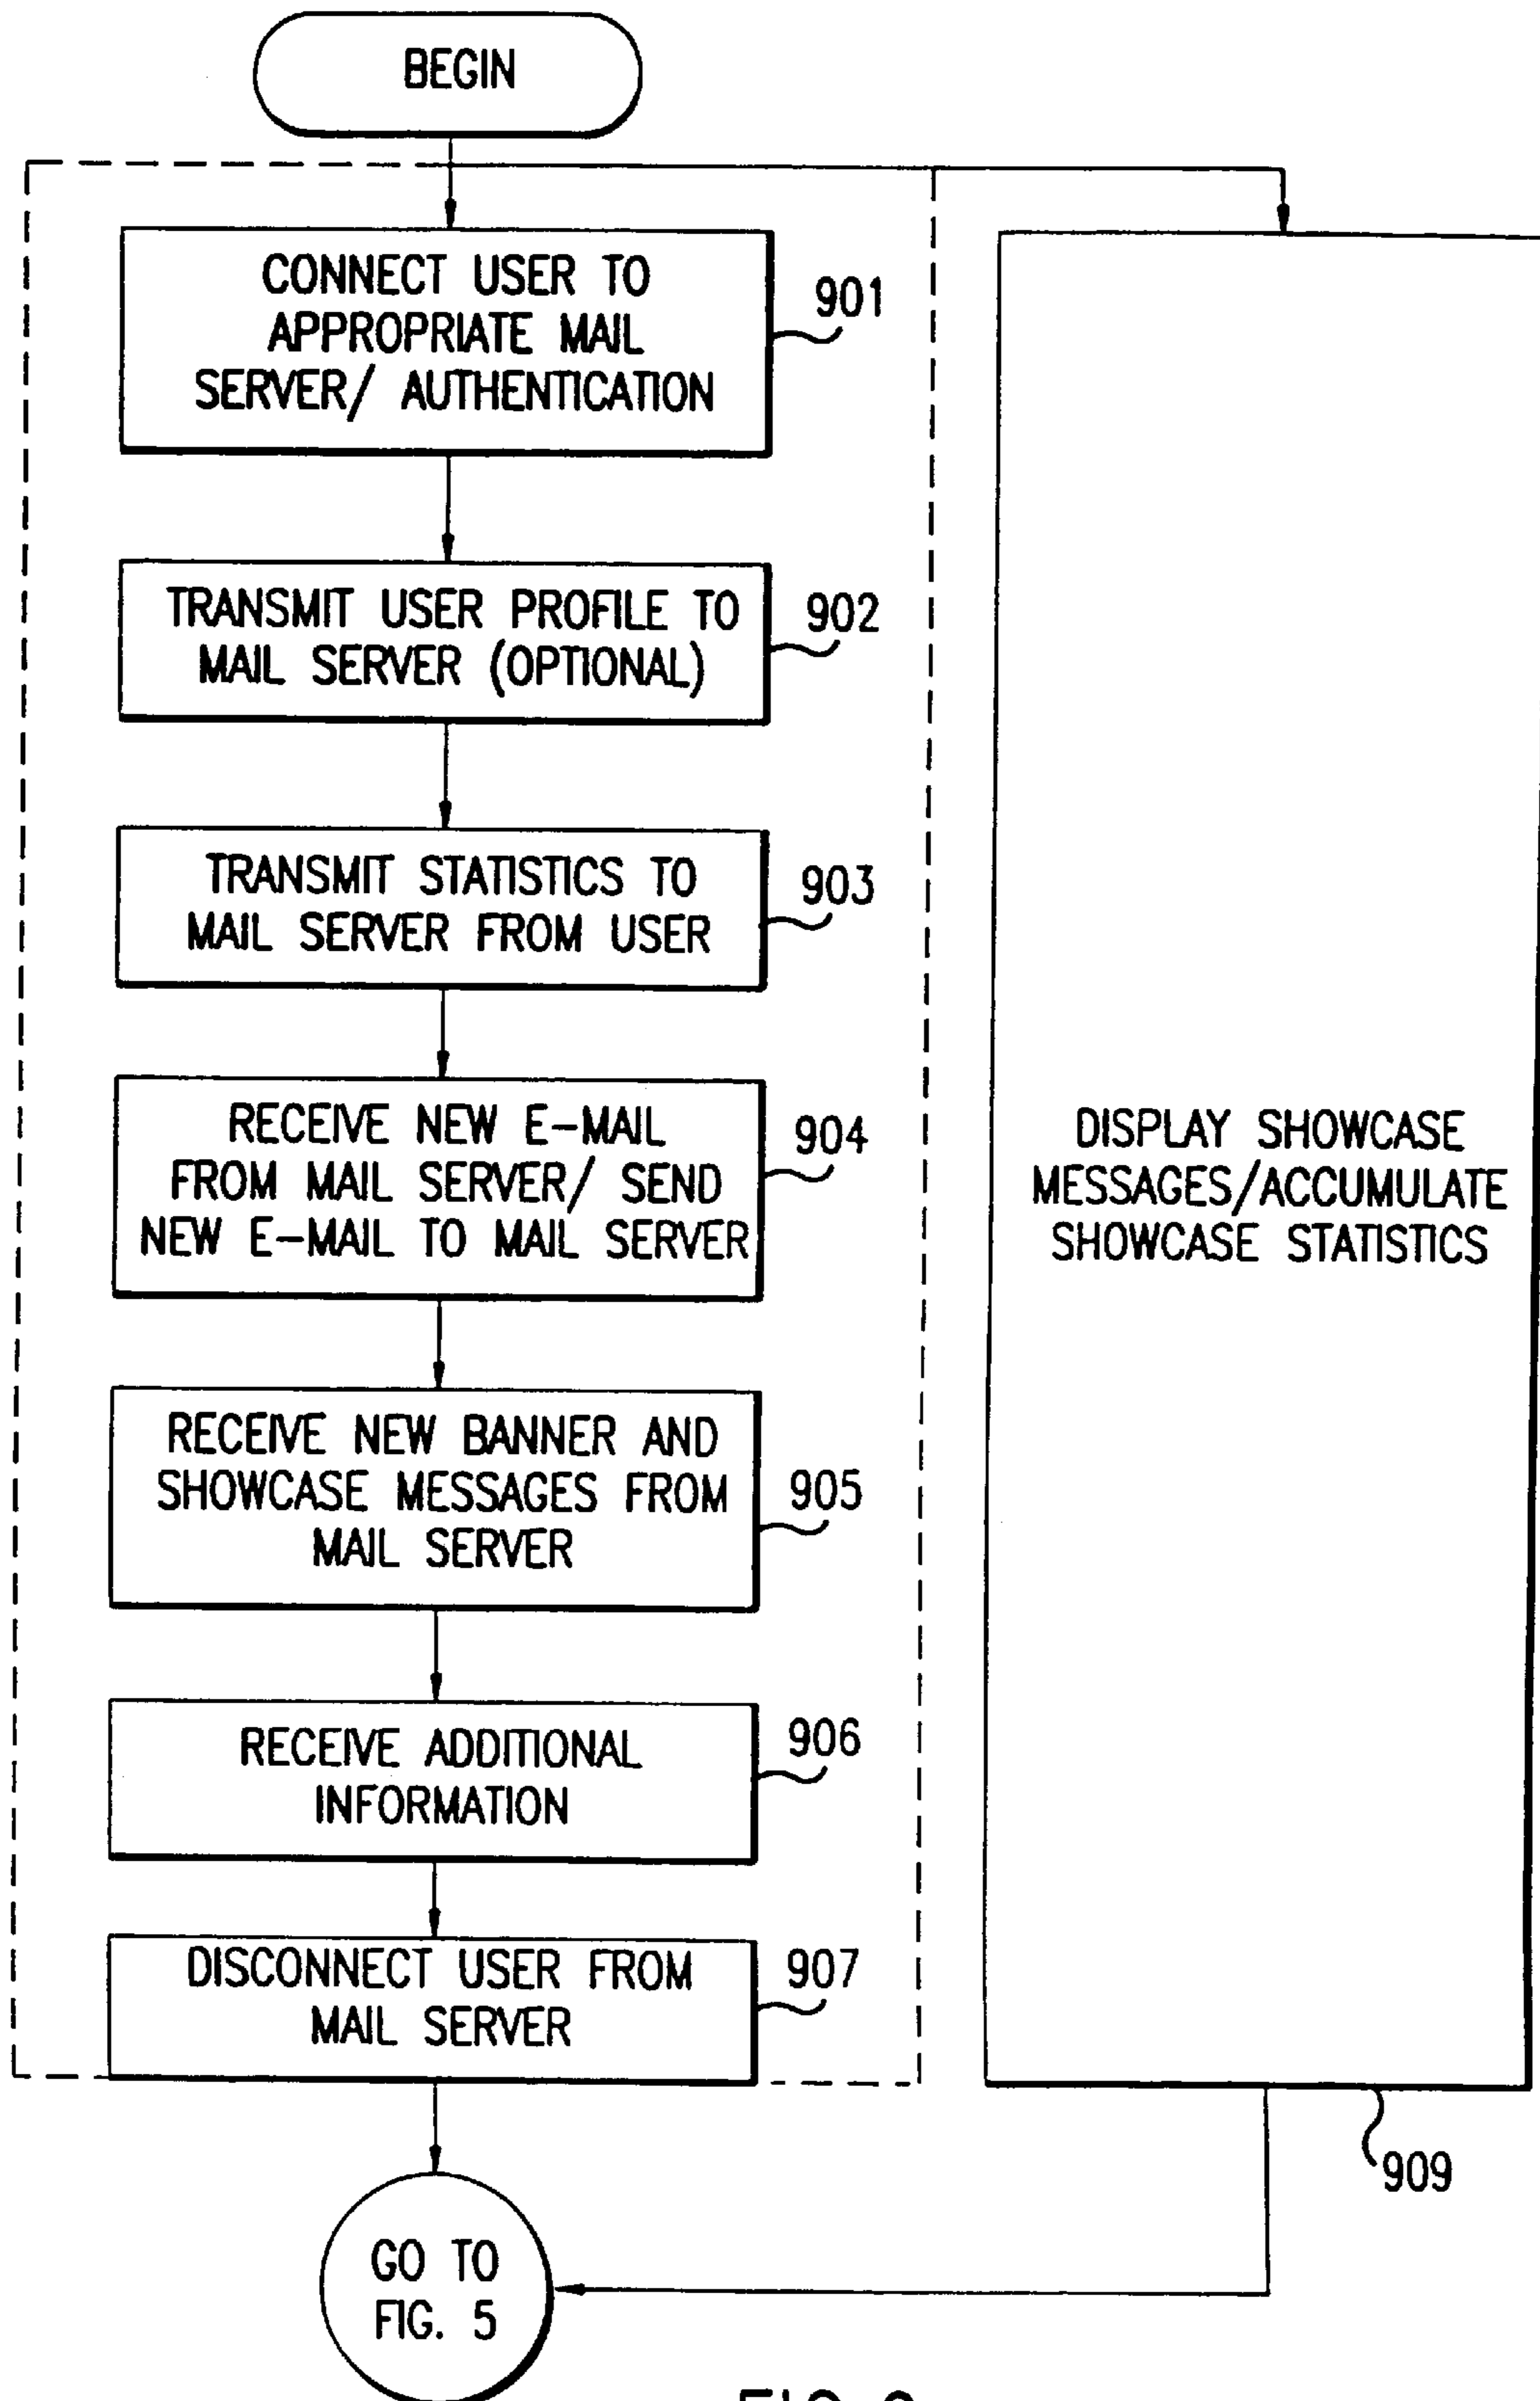 BEGIN
CONNECT USER TO
APPROPRIATE MAIL
SERVER/ AUTHENTICATION
901
TRANSMIT USER PROFILE TO
MAIL SERVER (OPTIONAL)
902
TRANSMIT STATISTICS TO
MAIL SERVER FROM USER
903
RECEIVE NEW E-MAIL
FROM MAIL SERVER/ SEND
NEW E-MAIL TO MAIL SERVER
904
RECEIVE NEW BANNER AND
SHOWCASE MESSAGES FROM
MAIL SERVER
905
RECEIVE ADDITIONAL
INFORMATION
906
DISCONNECT USER FROM
MAIL SERVER
907
DISPLAY SHOWCASE
MESSAGES/ACCUMULATE
SHOWCASE STATISTICS
909
GO TO
FIG. 5